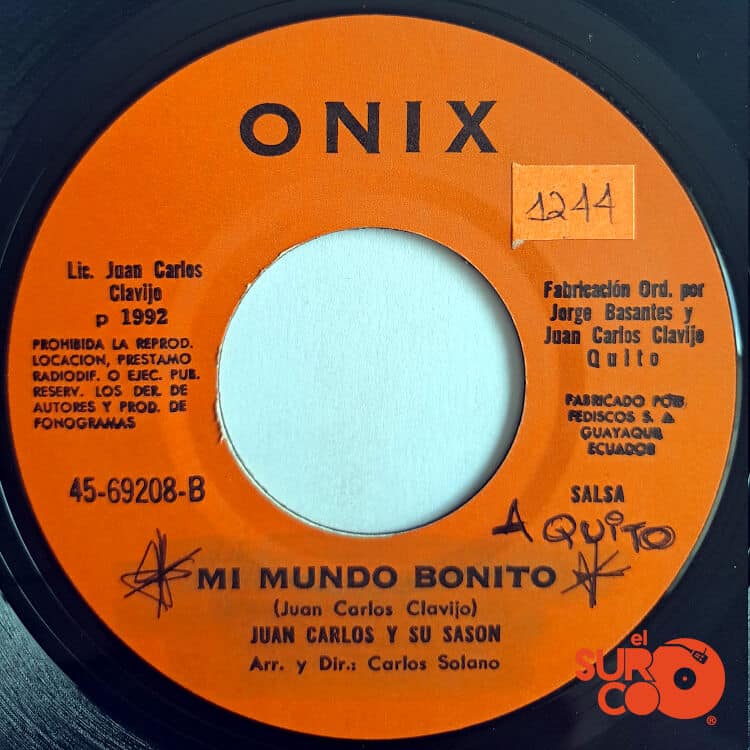 ONIX
1244
Lic. Juan Carlos
Clavijo
p 1992
PROHIBIDA LA REPROD.
LOCACION, PRESTAMO
RADIODIF. O EJEC. PUB.
RESERV. LOS DER. DE
AUTORES Y PROD. DE
FONOGRAMAS
45-69208-B
Fabricación Ord. por
Jorge Basantes y
Juan Carlos Clavijo
Quito
FABRICADO POR
FEDISCOS S. A
GUAYAQUIL
ECUADOR
SALSA
A QUITO
MI MUNDO BONITO
(Juan Carlos Clavijo)
JUAN CARLOS Y SU SASON
Arr. y Dir.: Carlos Solano
el
SUR
CO
®